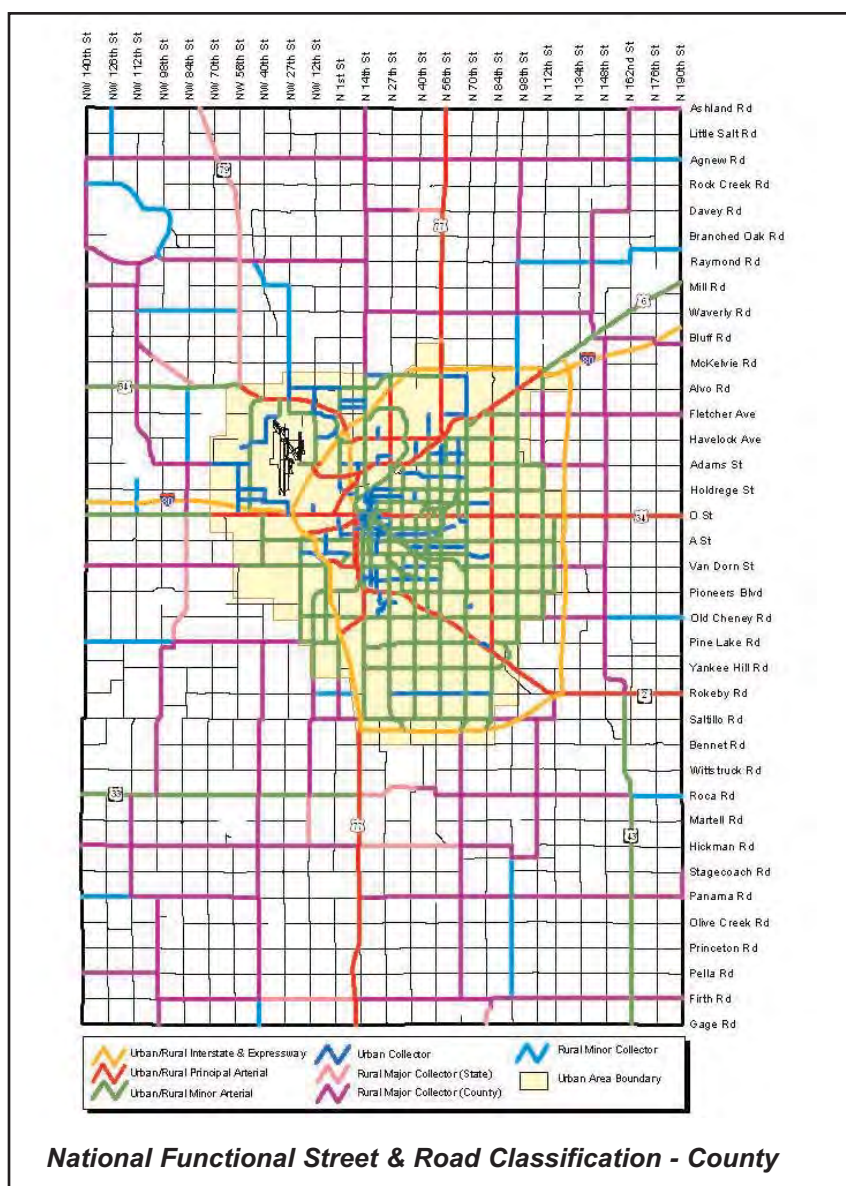 NW 140th St
NW 126th St
NW 112th St
NW 98th St
NW 84th St
NW 70th St
NW 56th St
NW 40th St
NW 27th St
NW 12th St
N 1st St
N 14th St
N 27th St
N 40th St
N 56th St
N 70th St
N 84th St
N 98th St
N 112th St
N 134th St
N 148th St
N 162nd St
N 176th St
N 190th St
Ashland Rd
Little Salt Rd
Agnew Rd
79
Rock Creek Rd
Davey Rd
77
Branched Oak Rd
Raymond Rd
Mill Rd
6
Waverly Rd
Bluff Rd
80
McKelvie Rd
34
Alvo Rd
Fletcher Ave
Havelock Ave
Adams St
Holdrege St
80
O St
34
A St
Van Dorn St
Pioneers Blvd
Old Cheney Rd
Pine Lake Rd
Yankee Hill Rd
2
Rokeby Rd
Saltillo Rd
Bennet Rd
Wittstruck Rd
33
Roca Rd
Martell Rd
77
43
Hickman Rd
Stagecoach Rd
Panama Rd
Olive Creek Rd
Princeton Rd
Pella Rd
Firth Rd
Gage Rd
Urban/Rural Interstate & Expressway
Urban/Rural Principal Arterial
Urban/Rural Minor Arterial
Urban Collector
Rural Major Collector (State)
Rural Major Collector (County)
Rural Minor Collector
Urban Area Boundary
National Functional Street & Road Classification - County